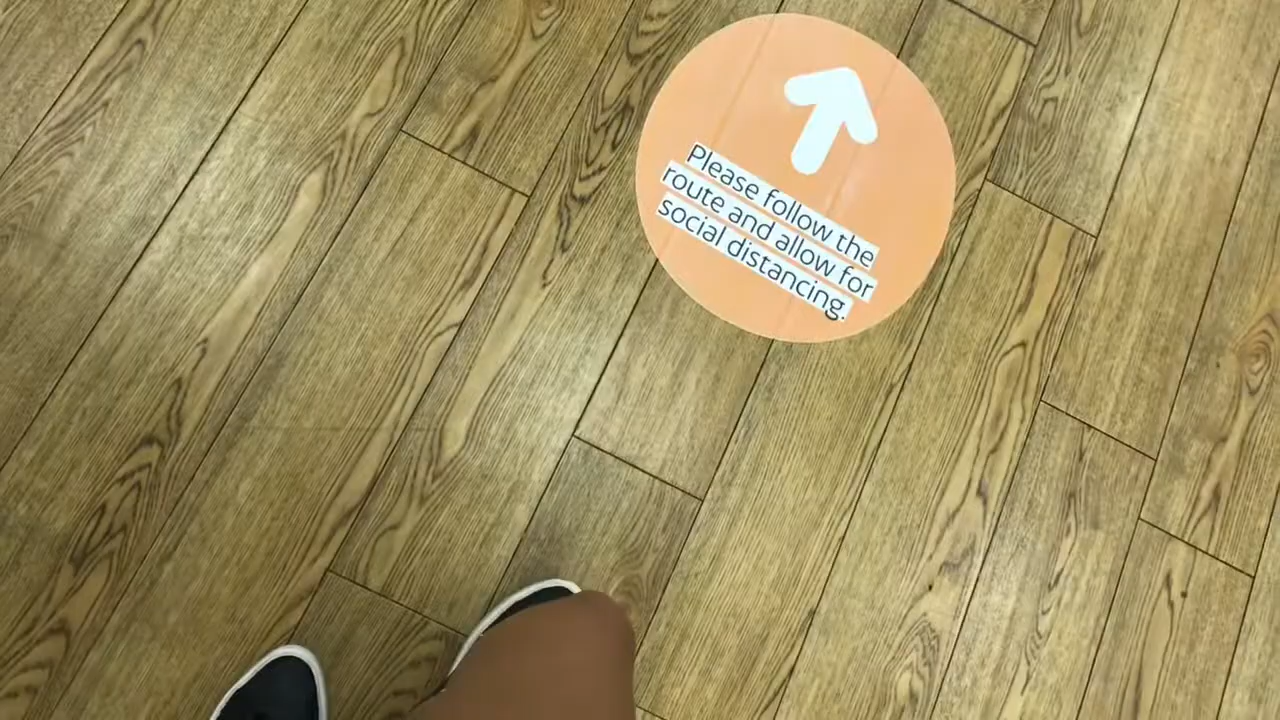 Please follow the
route and allow for
social distancing.